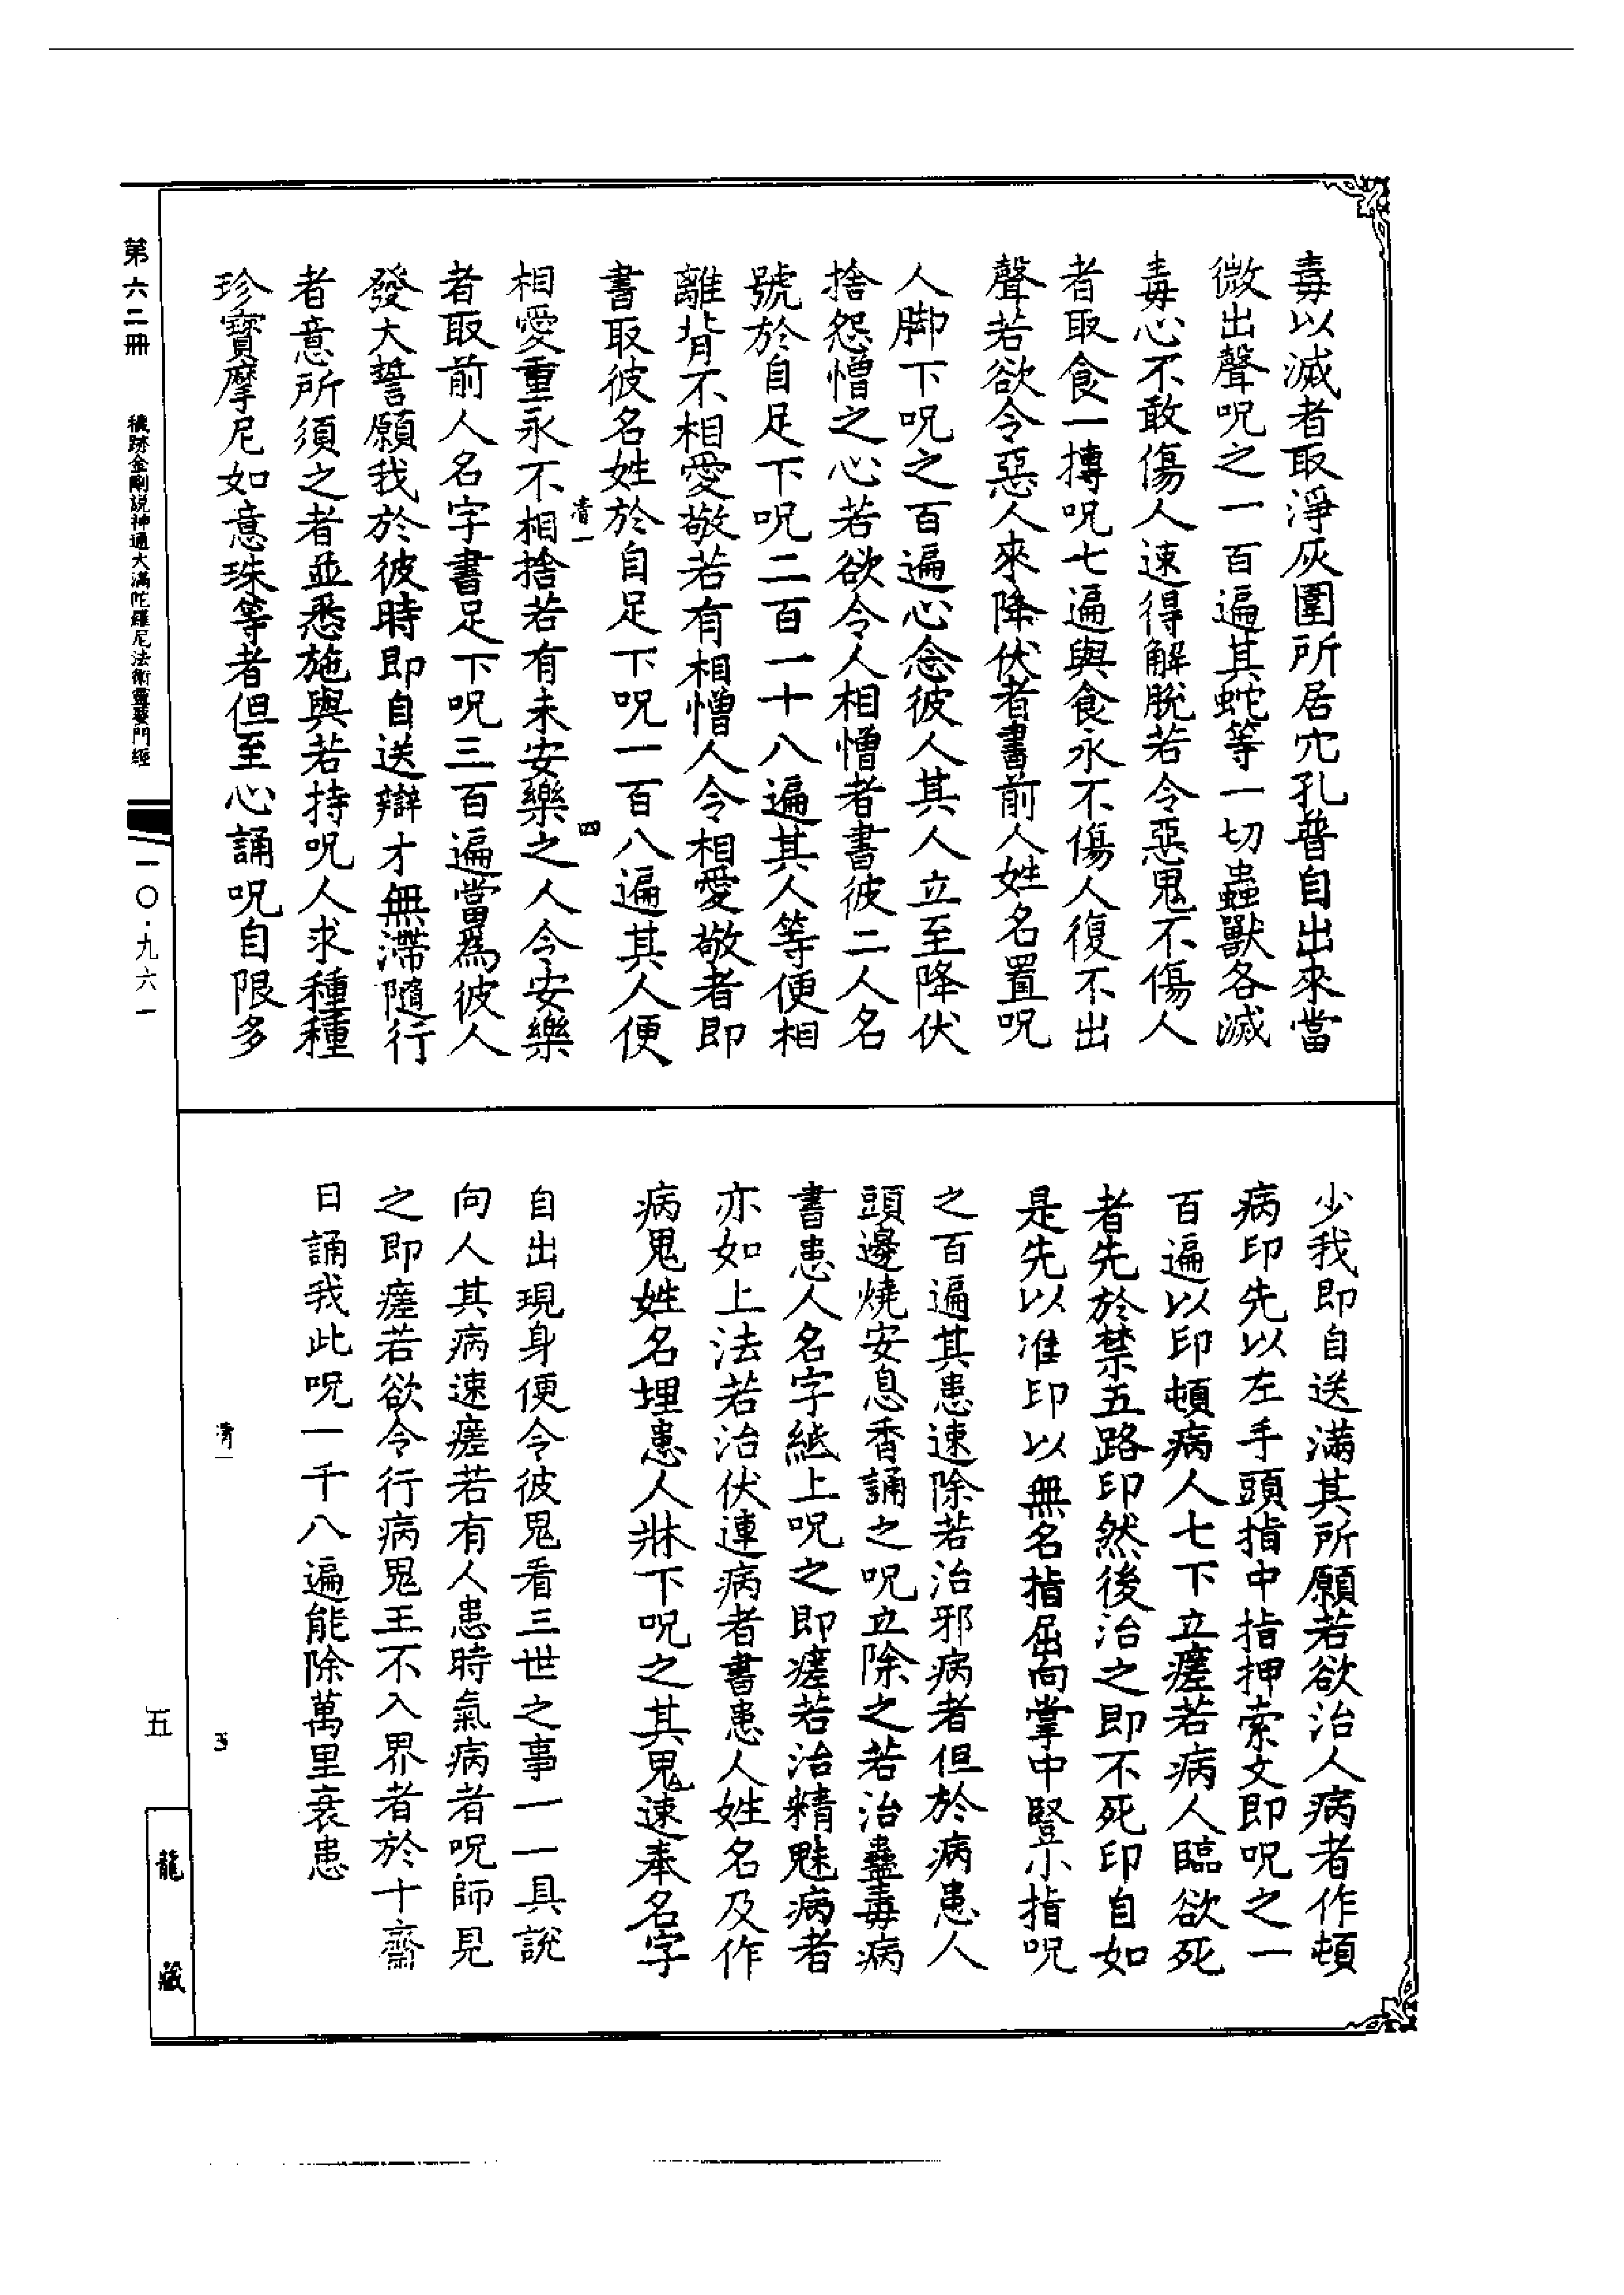 毒以滅者取淨灰圍所居穴孔普自出來當
微出聲呪之一百遍其蛇等一切蟲獸各滅
毒心不敢傷人速得解脫若令惡鬼不傷人
者取食一摶呪七遍與食永不傷人復不出
聲若欲令惡人來降伏者書前人姓名置呪
人脚下呪之百遍心念彼人其人立至降伏
捨怨憎之心若欲令人相憎者書彼二人名
號於自足下呪二百一十八遍其人等便相
離背不相愛敬若有相憎人令相愛敬者即
書取彼名姓於自足下呪一百八遍其人便
相愛重永不相捨若有未安樂之人令安樂
者取前人名字書足下呪三百遍當為彼人
發大誓願我於彼時即自送辯才無滯隨行
者意所須之者並悉施與若持呪人求種種
珍寶摩尼如意珠等者但至心誦呪自限多
少我即自送滿其所願若欲治人病者作頓
病印先以左手頭指中指押索文即呪之一
百遍以印頓病人七下立瘥若病人臨欲死
者先於禁五路印然後治之即不死印自如
是先以准印以無名指屈向掌中豎小指呪
之百遍其患速除若治邪病者但於病患人
頭邊燒安息香誦之呪立除之若治蠱毒病
書患人名字紙上呪之即瘥若治精魅病者
亦如上法若治伏連病者書患人姓名及作
病鬼姓名埋患人牀下呪之其鬼速奉名字
自出現身便令彼鬼看三世之事一一具說
向人其病速瘥若有人患時氣病者呪師見
之即瘥若欲令行病鬼王不入界者於十齋
日誦我此呪一千八遍能除萬里衰患
第六二冊
穢跡金剛説神通大滿陀羅尼法術靈要門經
一〇·九六一
四
五
五
龍藏